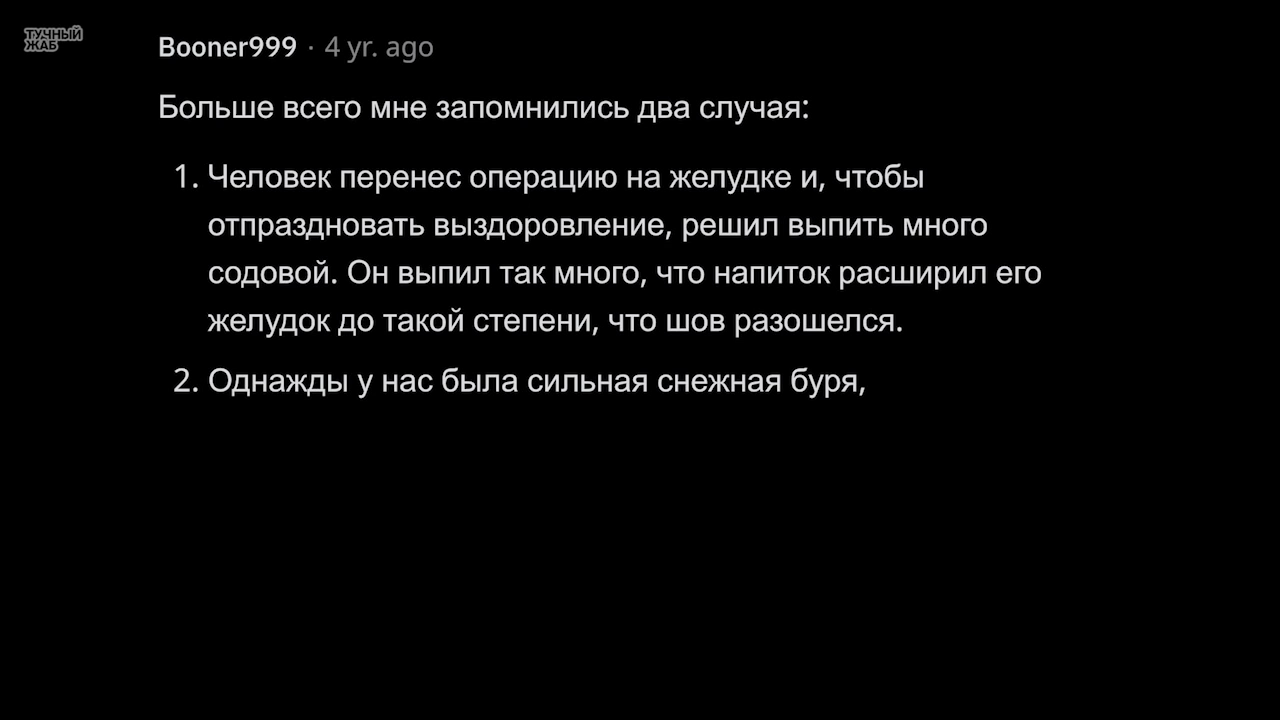 ТУЧНЫЙ
ЖАБ
Booner999 · 4 yr. ago
Больше всего мне запомнились два случая:
1. Человек перенес операцию на желудке и, чтобы
отпраздновать выздоровление, решил выпить много
содовой. Он выпил так много, что напиток расширил его
желудок до такой степени, что шов разошелся.
2. Однажды у нас была сильная снежная буря,